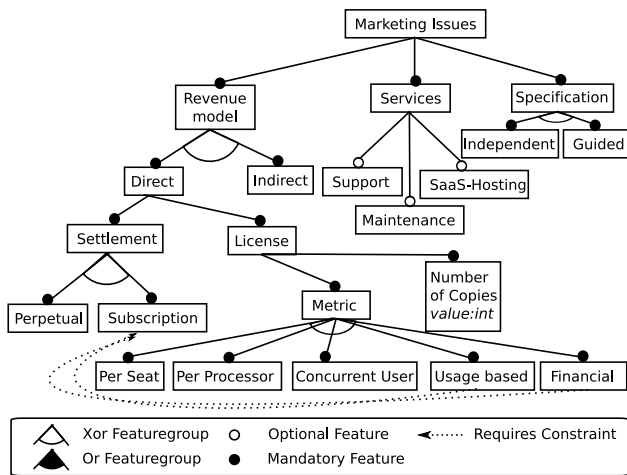 Marketing Issues
Revenue
model
Services
Specification
Independent
Guided
Direct
Indirect
Support
SaaS-Hosting
Maintenance
Settlement
License
Number
of Copies
value:int
Perpetual
Subscription
Metric
Per Seat
Per Processor
Concurrent User
Usage based
Financial
Xor Featuregroup
Optional Feature
Requires Constraint
Or Featuregroup
Mandatory Feature